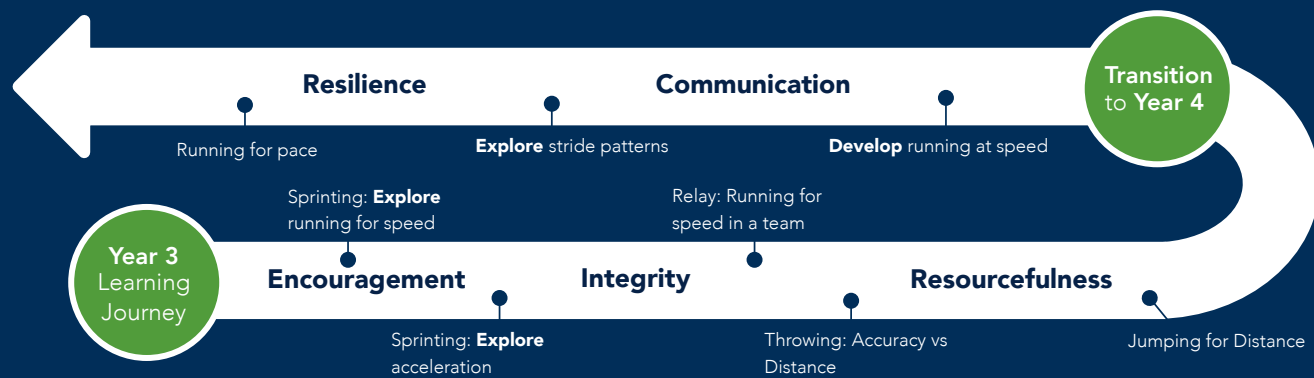 Resilience
Communication
Transition
to Year 4
Running for pace
Explore stride patterns
Develop running at speed
Sprinting: Explore
running for speed
Relay: Running for
speed in a team
Year 3
Learning
Journey
Encouragement
Integrity
Resourcefulness
Sprinting: Explore
acceleration
Throwing: Accuracy vs
Distance
Jumping for Distance